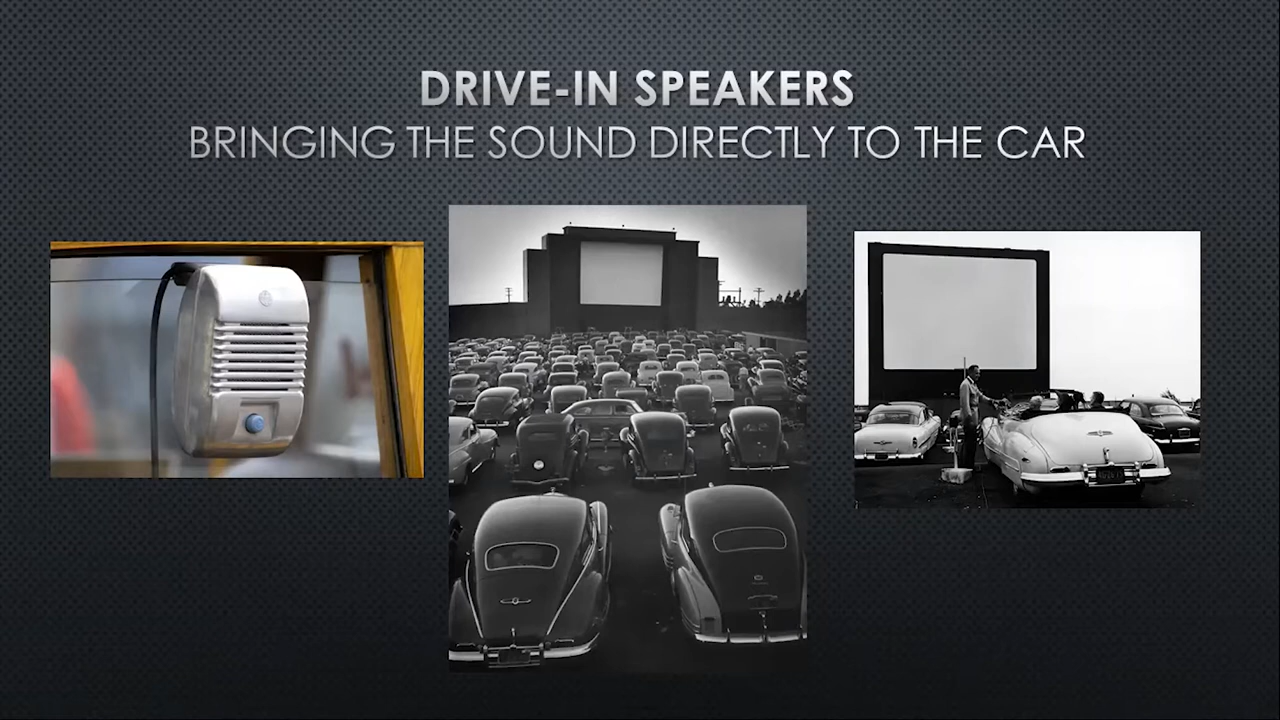 DRIVE-IN SPEAKERS
BRINGING THE SOUND DIRECTLY TO THE CAR